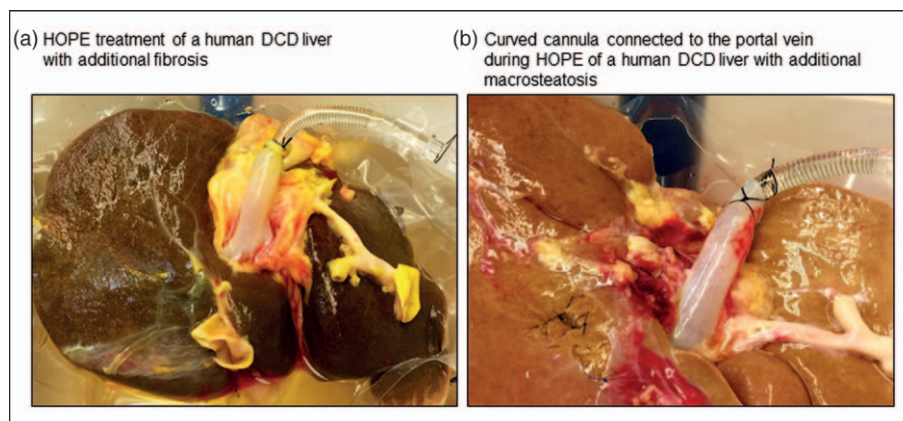 (a) HOPE treatment of a human DCD liver
with additional fibrosis
(b) Curved cannula connected to the portal vein
during HOPE of a human DCD liver with additional
macrosteatosis